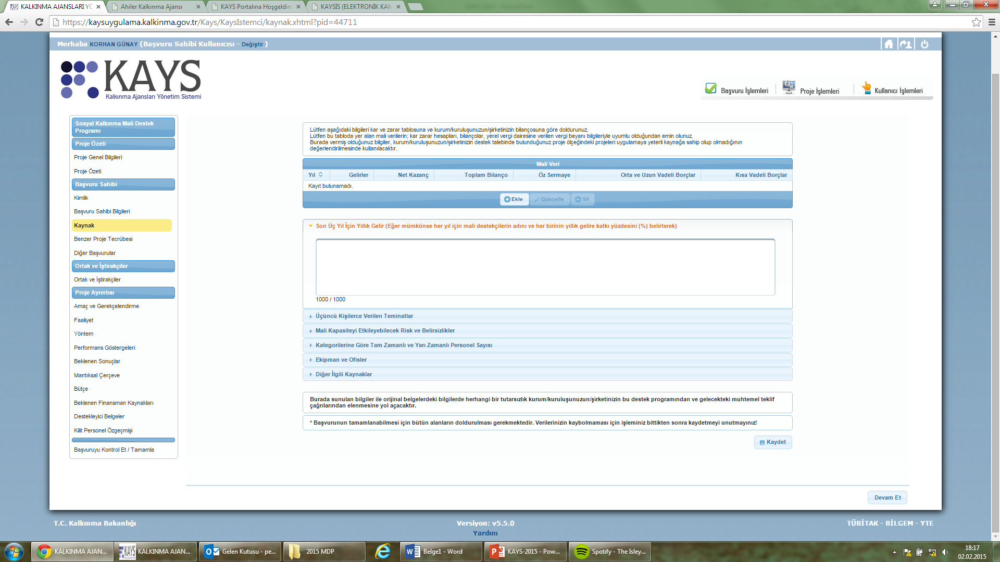 KALKINMA AJANSLARI YÖ
Ahiler Kalkınma Ajansı
KAYS Portalına Hoşgeldini
KAYSİS (ELEKTRONİK KAM
https://kaysuygulama.kalkinma.gov.tr/Kays/KaysIstemci/kaynak.xhtml?pid=44711
Merhaba KORHAN GÜNAY (Başvuru Sahibi Kullanıcısı - Değiştir )
KAYS
Kalkınma Ajansları Yönetim Sistemi
Başvuru İşlemleri
Proje İşlemleri
Kullanıcı İşlemleri
Sosyal Kalkınma Mali Destek
Programı
Proje Özeti
Proje Genel Bilgileri
Proje Özeti
Başvuru Sahibi
Kimlik
Başvuru Sahibi Bilgileri
Kaynak
Benzer Proje Tecrübesi
Diğer Başvurular
Ortak ve İştirakçiler
Ortak ve İştirakçiler
Proje Ayrıntısı
Amaç ve Gerekçelendirme
Faaliyet
Yöntem
Performans Göstergeleri
Beklenen Sonuçlar
Mantıksal Çerçeve
Bütçe
Beklenen Finansman Kaynakları
Destekleyici Belgeler
Kilit Personel Özgeçmişi
Başvuruyu Kontrol Et / Tamamla
Lütfen aşağıdaki bilgileri kar ve zarar tablosuna ve kurum/kuruluşunuzun/şirketinizin bilançosuna göre doldurunuz.
Lütfen bu tabloda yer alan mali verilerin; kar zarar hesapları, bilançolar, yerel vergi dairesine verilen vergi beyanı bilgileriyle uyumlu olduğundan emin olunuz.
Burada vermiş olduğunuz bilgiler, kurum/kuruluşunuzun/şirketinizin destek talebinde bulunduğunuz proje ölçeğindeki projeleri uygulamaya yeterli kaynağa sahip olup olmadığının
değerlendirilmesinde kullanılacaktır.
Mali Veri
Yıl Gelirler Net Kazanç Toplam Bilanço Öz Sermaye Orta ve Uzun Vadeli Borçlar Kısa Vadeli Borçlar
Kayıt bulunamadı.
Ekle Güncelle Sil
Son Üç Yıl İçin Yıllık Gelir (Eğer mümkünse her yıl için mali destekçilerin adını ve her birinin yıllık gelire katkı yüzdesini (%) belirterek)
1000 / 1000
Üçüncü Kişilerce Verilen Teminatlar
Mali Kapasiteyi Etkileyebilecek Risk ve Belirsizlikler
Kategorilerine Göre Tam Zamanlı ve Yarı Zamanlı Personel Sayısı
Ekipman ve Ofisler
Diğer İlgili Kaynaklar
Burada sunulan bilgiler ile orijinal belgelerdeki bilgilerde herhangi bir tutarsızlık kurum/kuruluşunuzun/şirketinizin bu destek programından ve gelecekteki muhtemel teklif
çağrılarından elenmesine yol açacaktır.
* Başvurunun tamamlanabilmesi için bütün alanların doldurulması gerekmektedir. Verilerinizin kaybolmaması için işleminiz bittikten sonra kaydetmeyi unutmayınız!
Kaydet
Devam Et
T.C. Kalkınma Bakanlığı
Versiyon: v5.5.0
Yardım
TÜBİTAK - BİLGEM - YTE
KALKINMA AJAN...
KALKINMA AJAN...
Gelen Kutusu - pe...
2015 MDP
Belge1 - Word
KAYS-2015 - Pow...
Spotify - The Isley...
18:17
02.02.2015